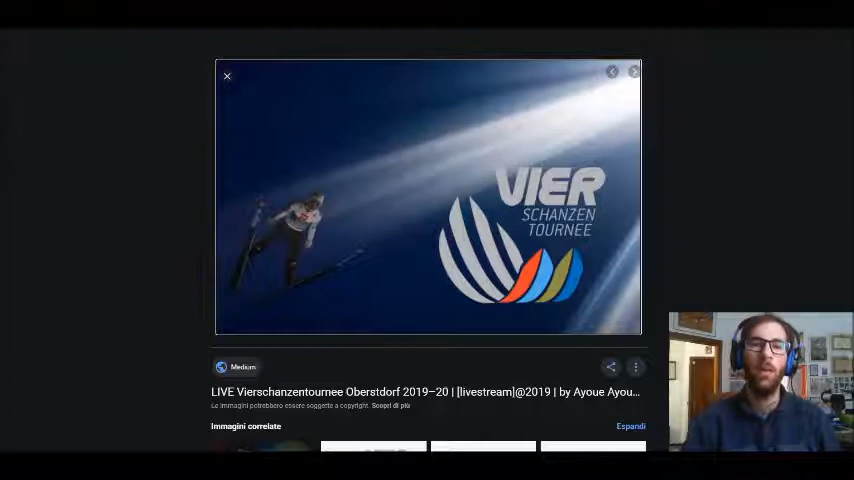 VIER
SCHANZEN
TOURNEE
Medium
LIVE Vierschanzentournee Oberstdorf 2019–20 | [livestream]@2019 | by Ayoue Ayou...
Le immagini potrebbero essere soggette a copyright. Scopri di più
Immagini correlate
Espandi